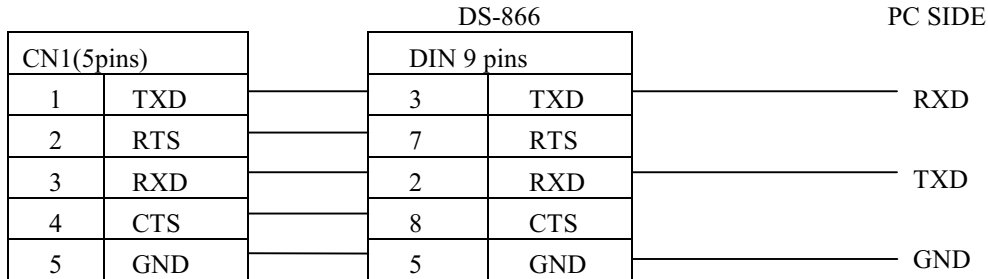 DS-866 PC SIDE
CN1(5pins) DIN 9 pins
1 TXD 3 TXD RXD
2 RTS 7 RTS
3 RXD 2 RXD TXD
4 CTS 8 CTS
5 GND 5 GND GND